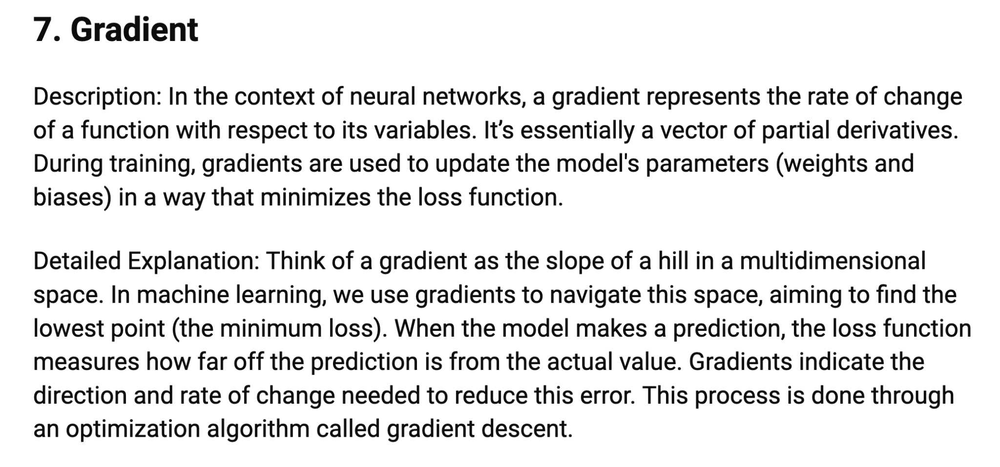 7. Gradient
Description: In the context of neural networks, a gradient represents the rate of change
of a function with respect to its variables. It’s essentially a vector of partial derivatives.
During training, gradients are used to update the model's parameters (weights and
biases) in a way that minimizes the loss function.
Detailed Explanation: Think of a gradient as the slope of a hill in a multidimensional
space. In machine learning, we use gradients to navigate this space, aiming to find the
lowest point (the minimum loss). When the model makes a prediction, the loss function
measures how far off the prediction is from the actual value. Gradients indicate the
direction and rate of change needed to reduce this error. This process is done through
an optimization algorithm called gradient descent.